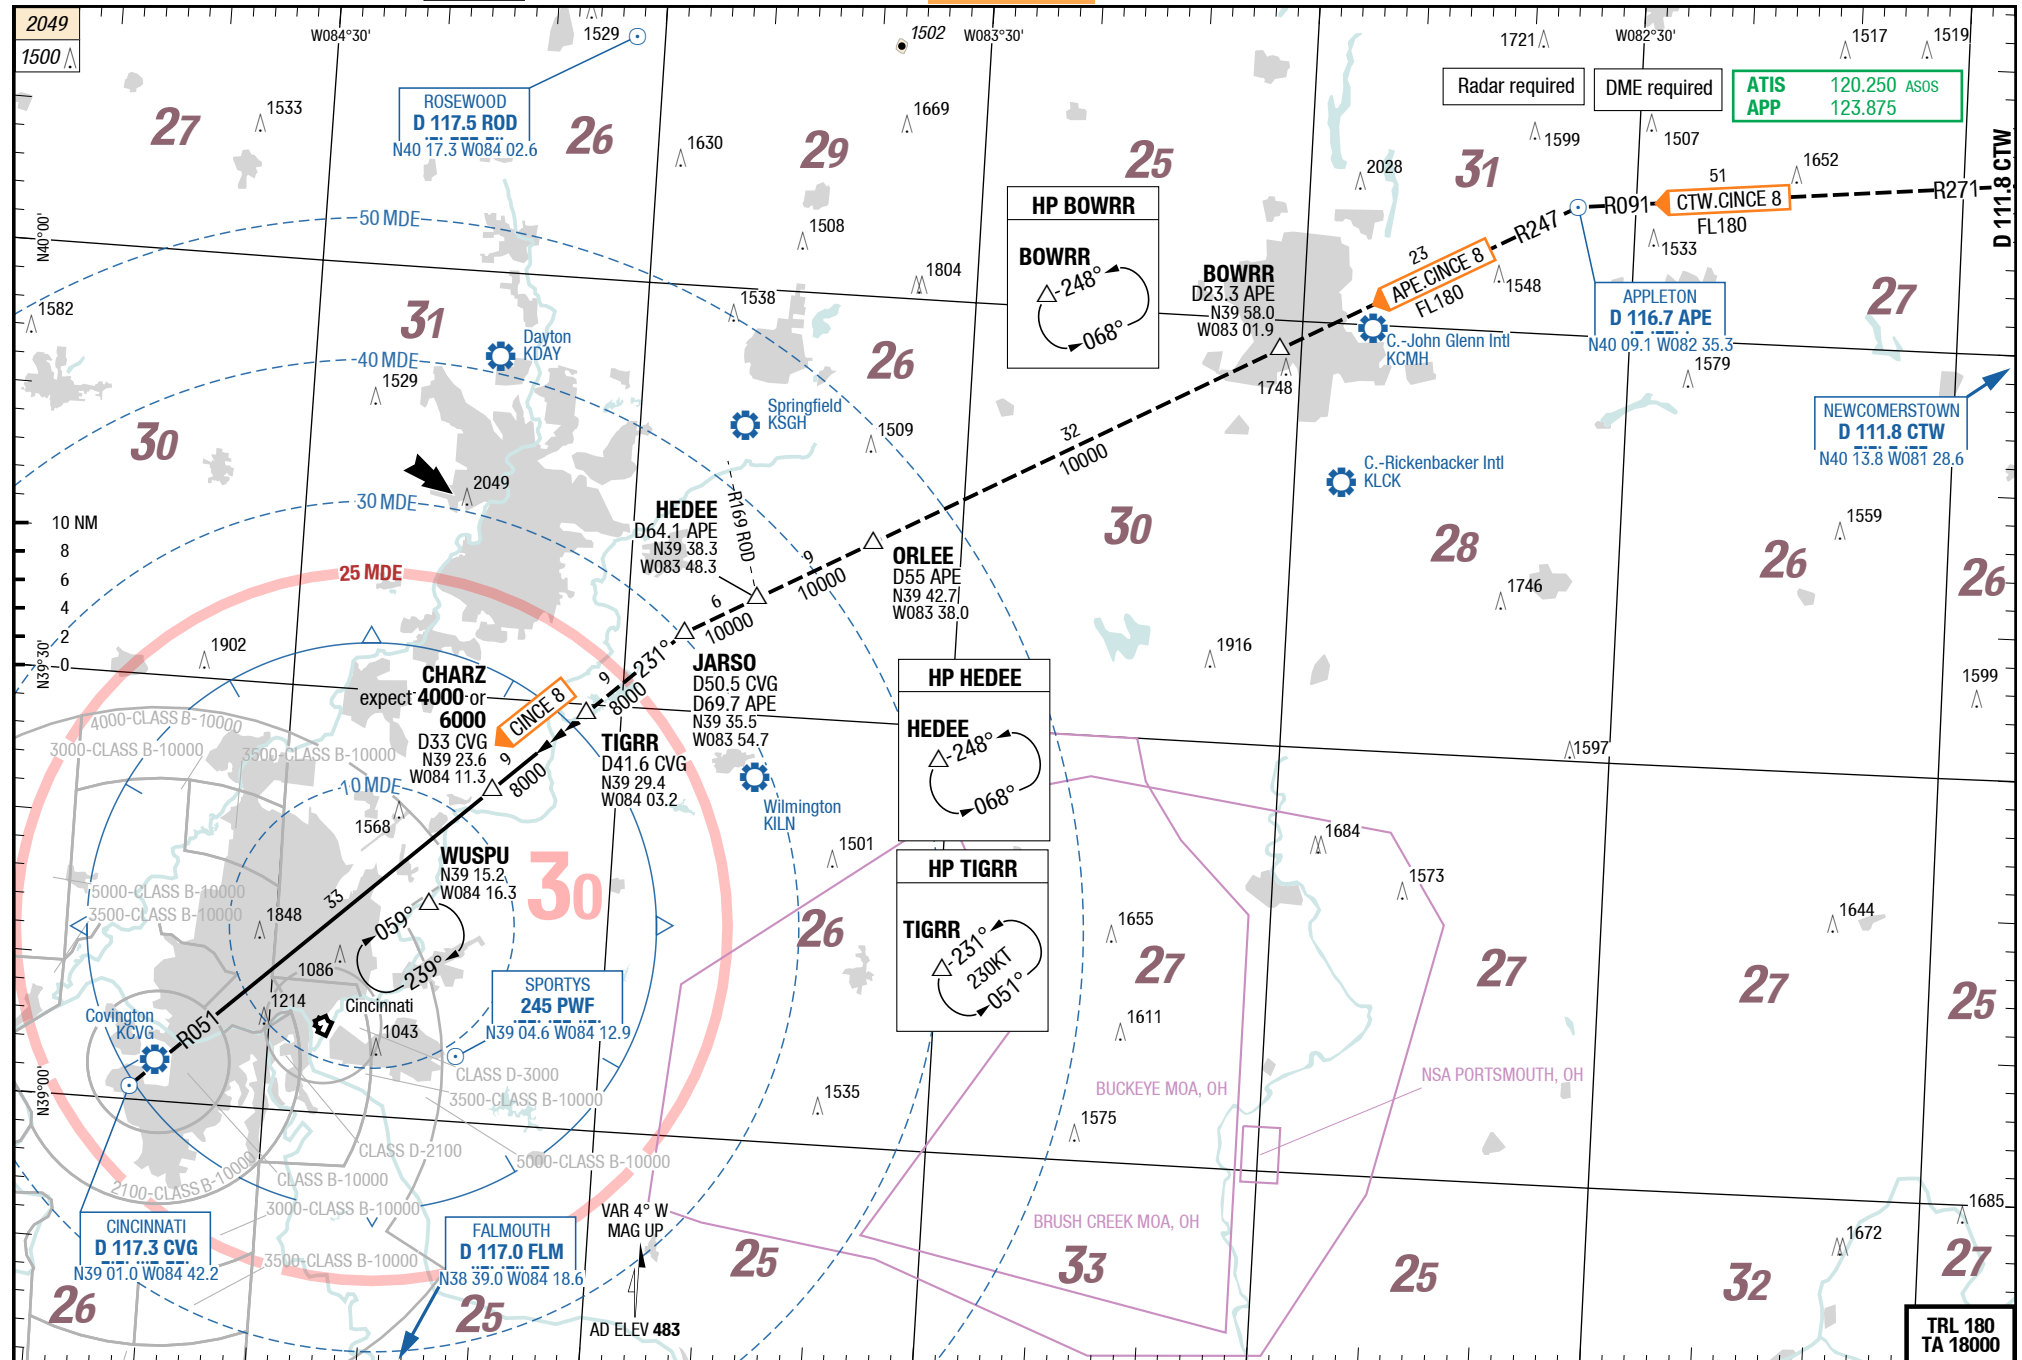 2049
1500
W084°30'
1529
1502
W083°30'
1721
W082°30'
1517
1519
Radar required
DME required
ATIS 120.250 ASOS
APP 123.875
ROSEWOOD
D 117.5 ROD
N40 17.3 W084 02.6
27
1533
26
1630
29
1669
25
2028
31
1599
1507
1652
D 111.8 CTW
51
CTW.CINCE 8
FL180
R091
R271
R247
23
APE.CINCE 8
FL180
1533
1548
HP BOWRR
BOWRR
248°
068°
BOWRR
D23.3 APE
N39 58.0
W083 01.9
50 MDE
1508
1804
1538
N40°00'
1582
31
Dayton
KDAY
40 MDE
1529
26
C.-John Glenn Intl
KCMH
APPLETON
D 116.7 APE
N40 09.1 W082 35.3
27
1579
1748
NEWCOMERSTOWN
D 111.8 CTW
N40 13.8 W081 28.6
Springfield
KSGH
1509
30
32
10000
C.-Rickenbacker Intl
KLCK
2049
30 MDE
HEDEE
D64.1 APE
N39 38.3
W083 48.3
R169 ROD
10 NM
8
6
4
2
0
N39°30'
30
28
26
26
1559
1746
9
10000
ORLEE
D55 APE
N39 42.7
W083 38.0
25 MDE
6
10000
231°
1902
CHARZ
expect 4000 or
6000
D33 CVG
N39 23.6
W084 11.3
CINCE 8
9
8000
JARSO
D50.5 CVG
D69.7 APE
N39 35.5
W083 54.7
1916
1599
HP HEDEE
HEDEE
248°
068°
9
8000
TIGRR
D41.6 CVG
N39 29.4
W084 03.2
4000-CLASS B-10000
3000-CLASS B-10000
3500-CLASS B-10000
1597
10 MDE
1568
Wilmington
KILN
1501
1684
1573
WUSPU
N39 15.2
W084 16.3
30
5000-CLASS B-10000
3500-CLASS B-10000
33
1848
059°
239°
1086
HP TIGRR
TIGRR
231°
230KT
051°
26
1655
27
27
1644
27
25
1214
Cincinnati
Covington
KCVG
R051
1043
SPORTYS
245 PWF
N39 04.6 W084 12.9
1611
N39°00'
CLASS D-3000
3500-CLASS B-10000
1535
BUCKEYE MOA, OH
NSA PORTSMOUTH, OH
1575
CLASS D-2100
5000-CLASS B-10000
2100-CLASS B-10000
CLASS B-10000
3000-CLASS B-10000
3500-CLASS B-10000
VAR 4° W
MAG UP
BRUSH CREEK MOA, OH
1685
1672
CINCINNATI
D 117.3 CVG
N39 01.0 W084 42.2
FALMOUTH
D 117.0 FLM
N38 39.0 W084 18.6
26
25
25
33
25
32
27
AD ELEV 483
TRL 180
TA 18000